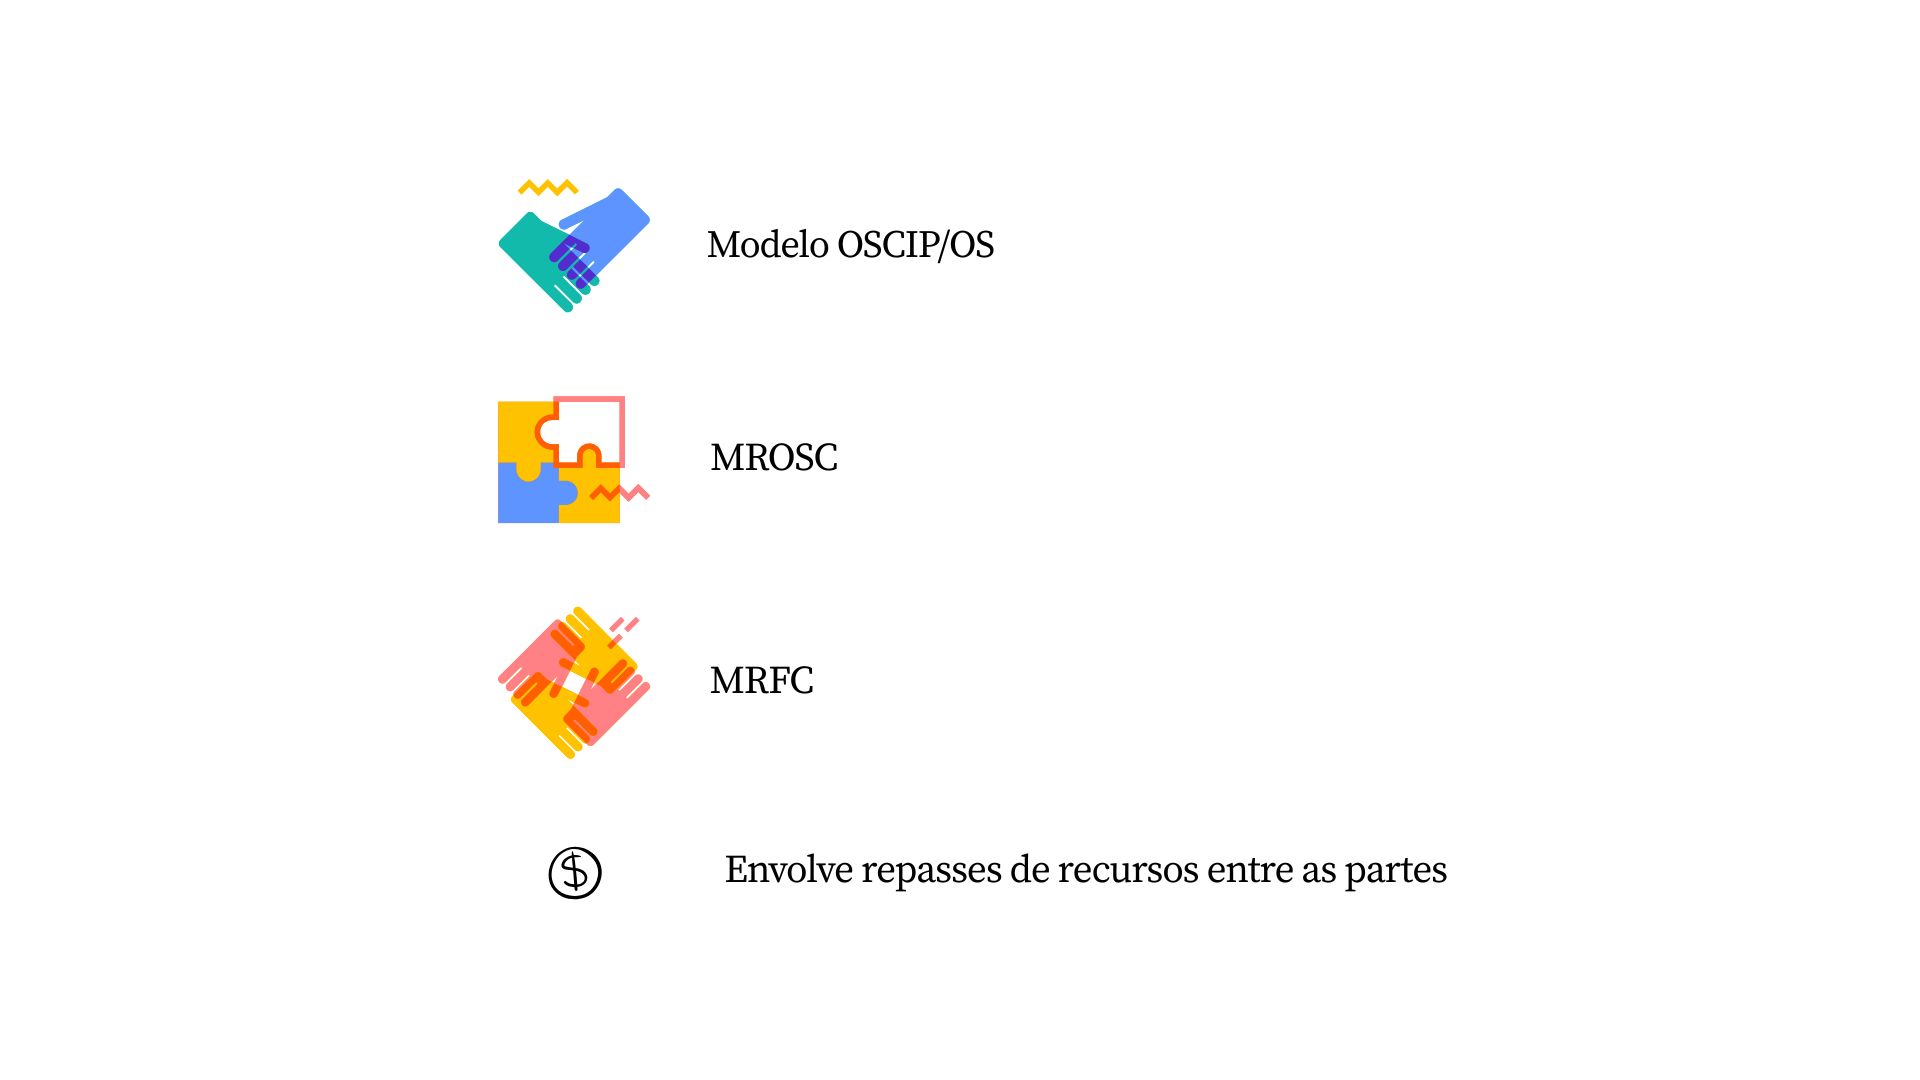 Modelo OSCIP/OS
MROSC
MRFC
$
Envolve repasses de recursos entre as partes